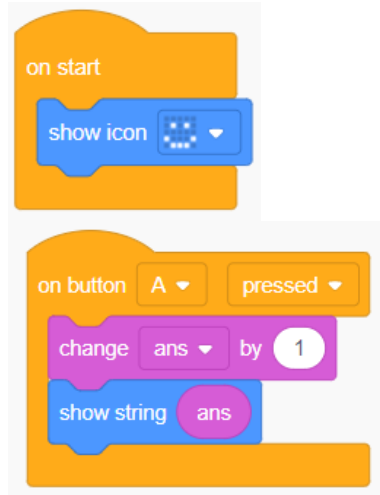 on start
show icon
on button A pressed
change ans by 1
show string ans